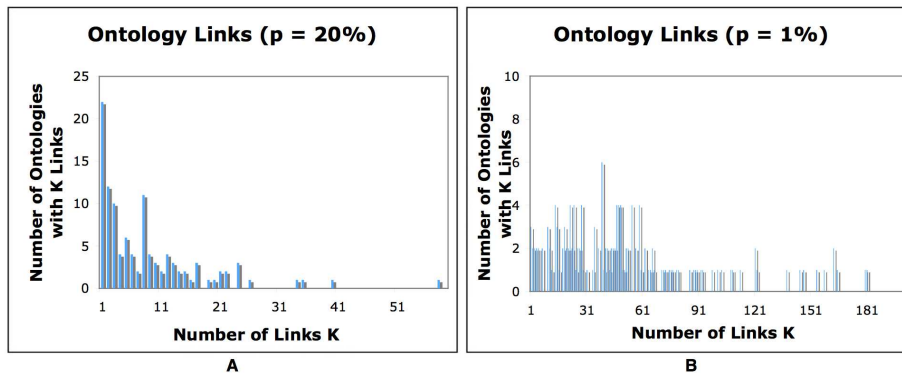 Ontology Links (p = 20%)
Number of Ontologies
with K Links
25
20
15
10
5
0
1 11 21 31 41 51
Number of Links K
A
Ontology Links (p = 1%)
Number of Ontologies
with K Links
10
8
6
4
2
0
1 31 61 91 121 151 181
Number of Links K
B